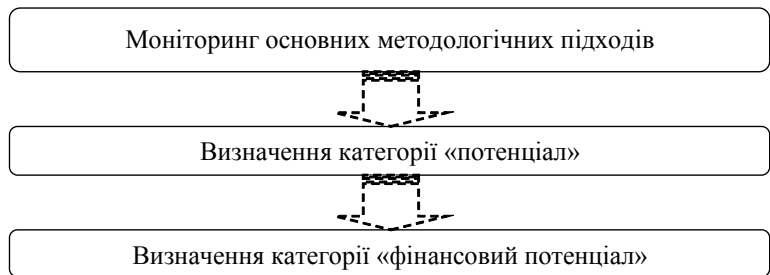 Моніторинг основних методологічних підходів
Визначення категорії «потенціал»
Визначення категорії «фінансовий потенціал»